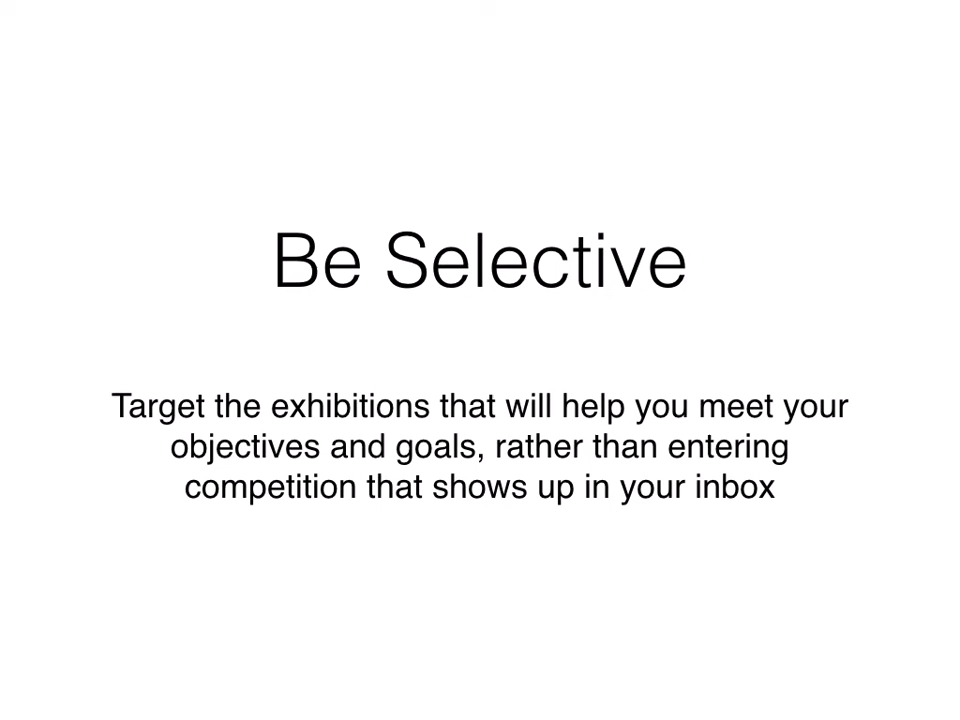 Be Selective
Target the exhibitions that will help you meet your
objectives and goals, rather than entering
competition that shows up in your inbox